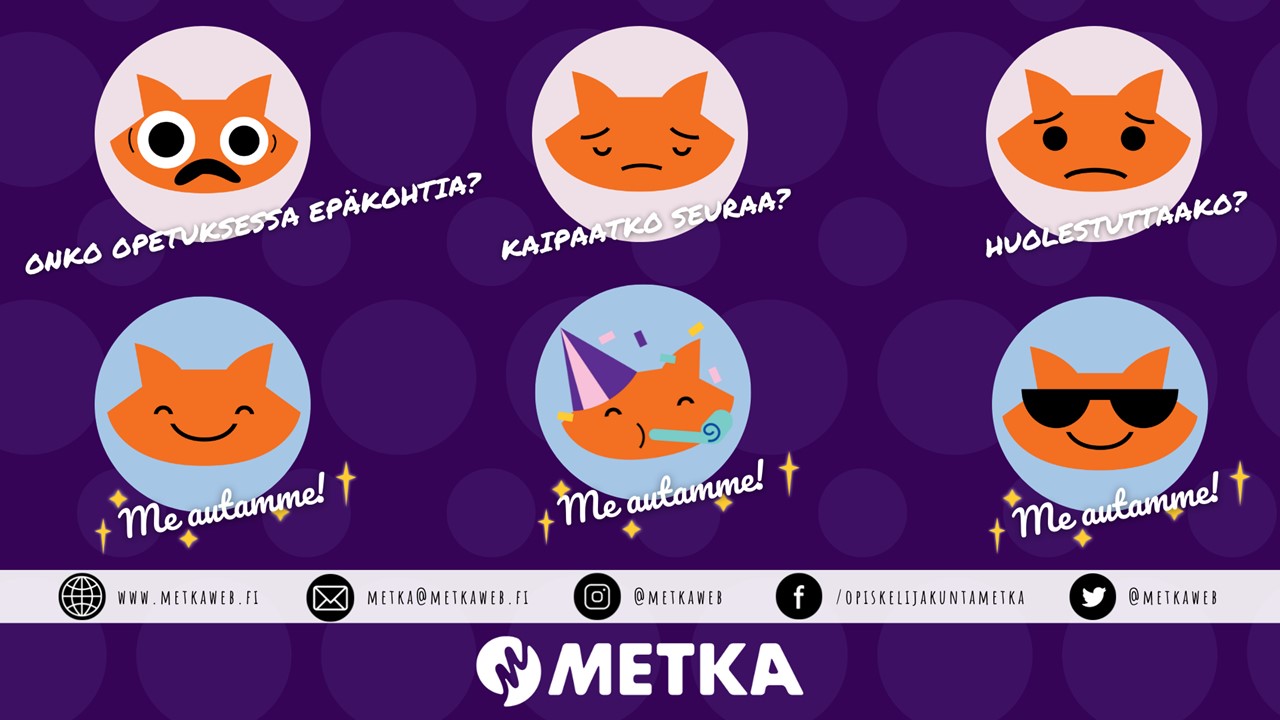 ONKO OPETUKSESSA EPÄKOHTIA?
KAIPAATKO SEURAA?
HUOLESTUTTAAKO?
Me autamme!
Me autamme!
Me autamme!
WWW.METKAWEB.FI
METKA@METKAWEB.FI
@METKAWEB
/OPISKELIJAKUNTAMETKA
@METKAWEB
METKA